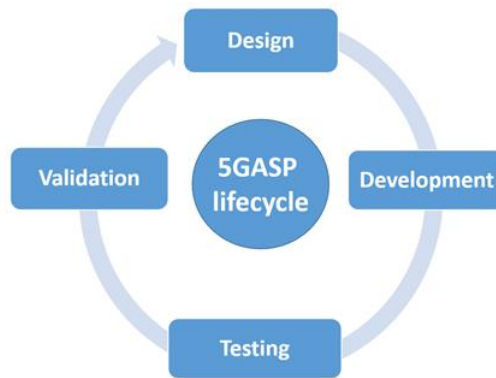 Design
5GASP
lifecycle
Validation
Development
Testing